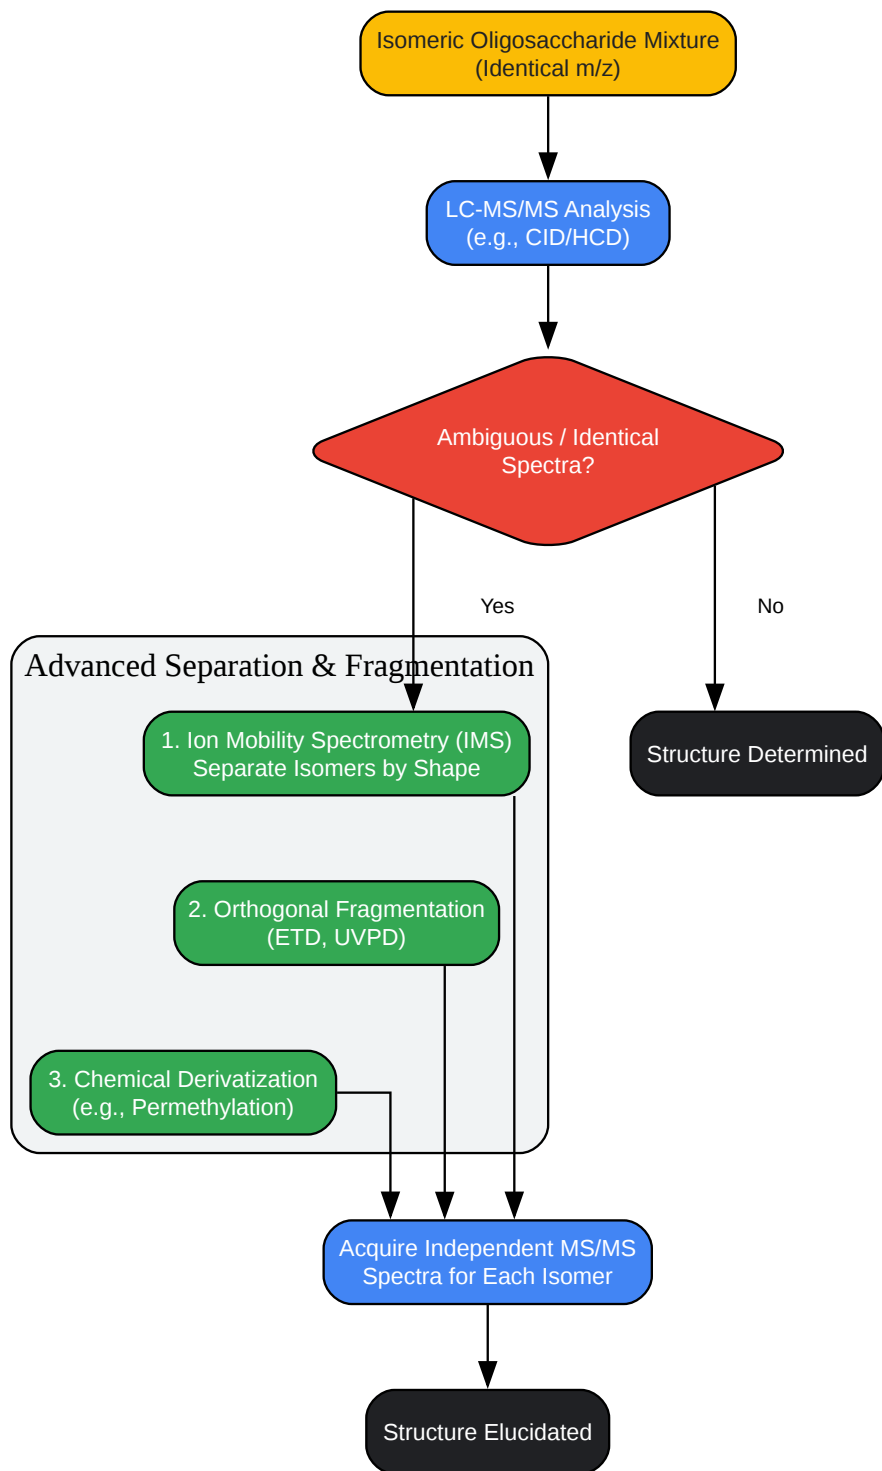 Isomeric Oligosaccharide Mixture
(Identical m/z)
LC-MS/MS Analysis
(e.g., CID/HCD)
Ambiguous / Identical
Spectra?
Yes
No
Advanced Separation & Fragmentation
1. Ion Mobility Spectrometry (IMS)
Separate Isomers by Shape
Structure Determined
2. Orthogonal Fragmentation
(ETD, UVPD)
3. Chemical Derivatization
(e.g., Permethylation)
Acquire Independent MS/MS
Spectra for Each Isomer
Structure Elucidated